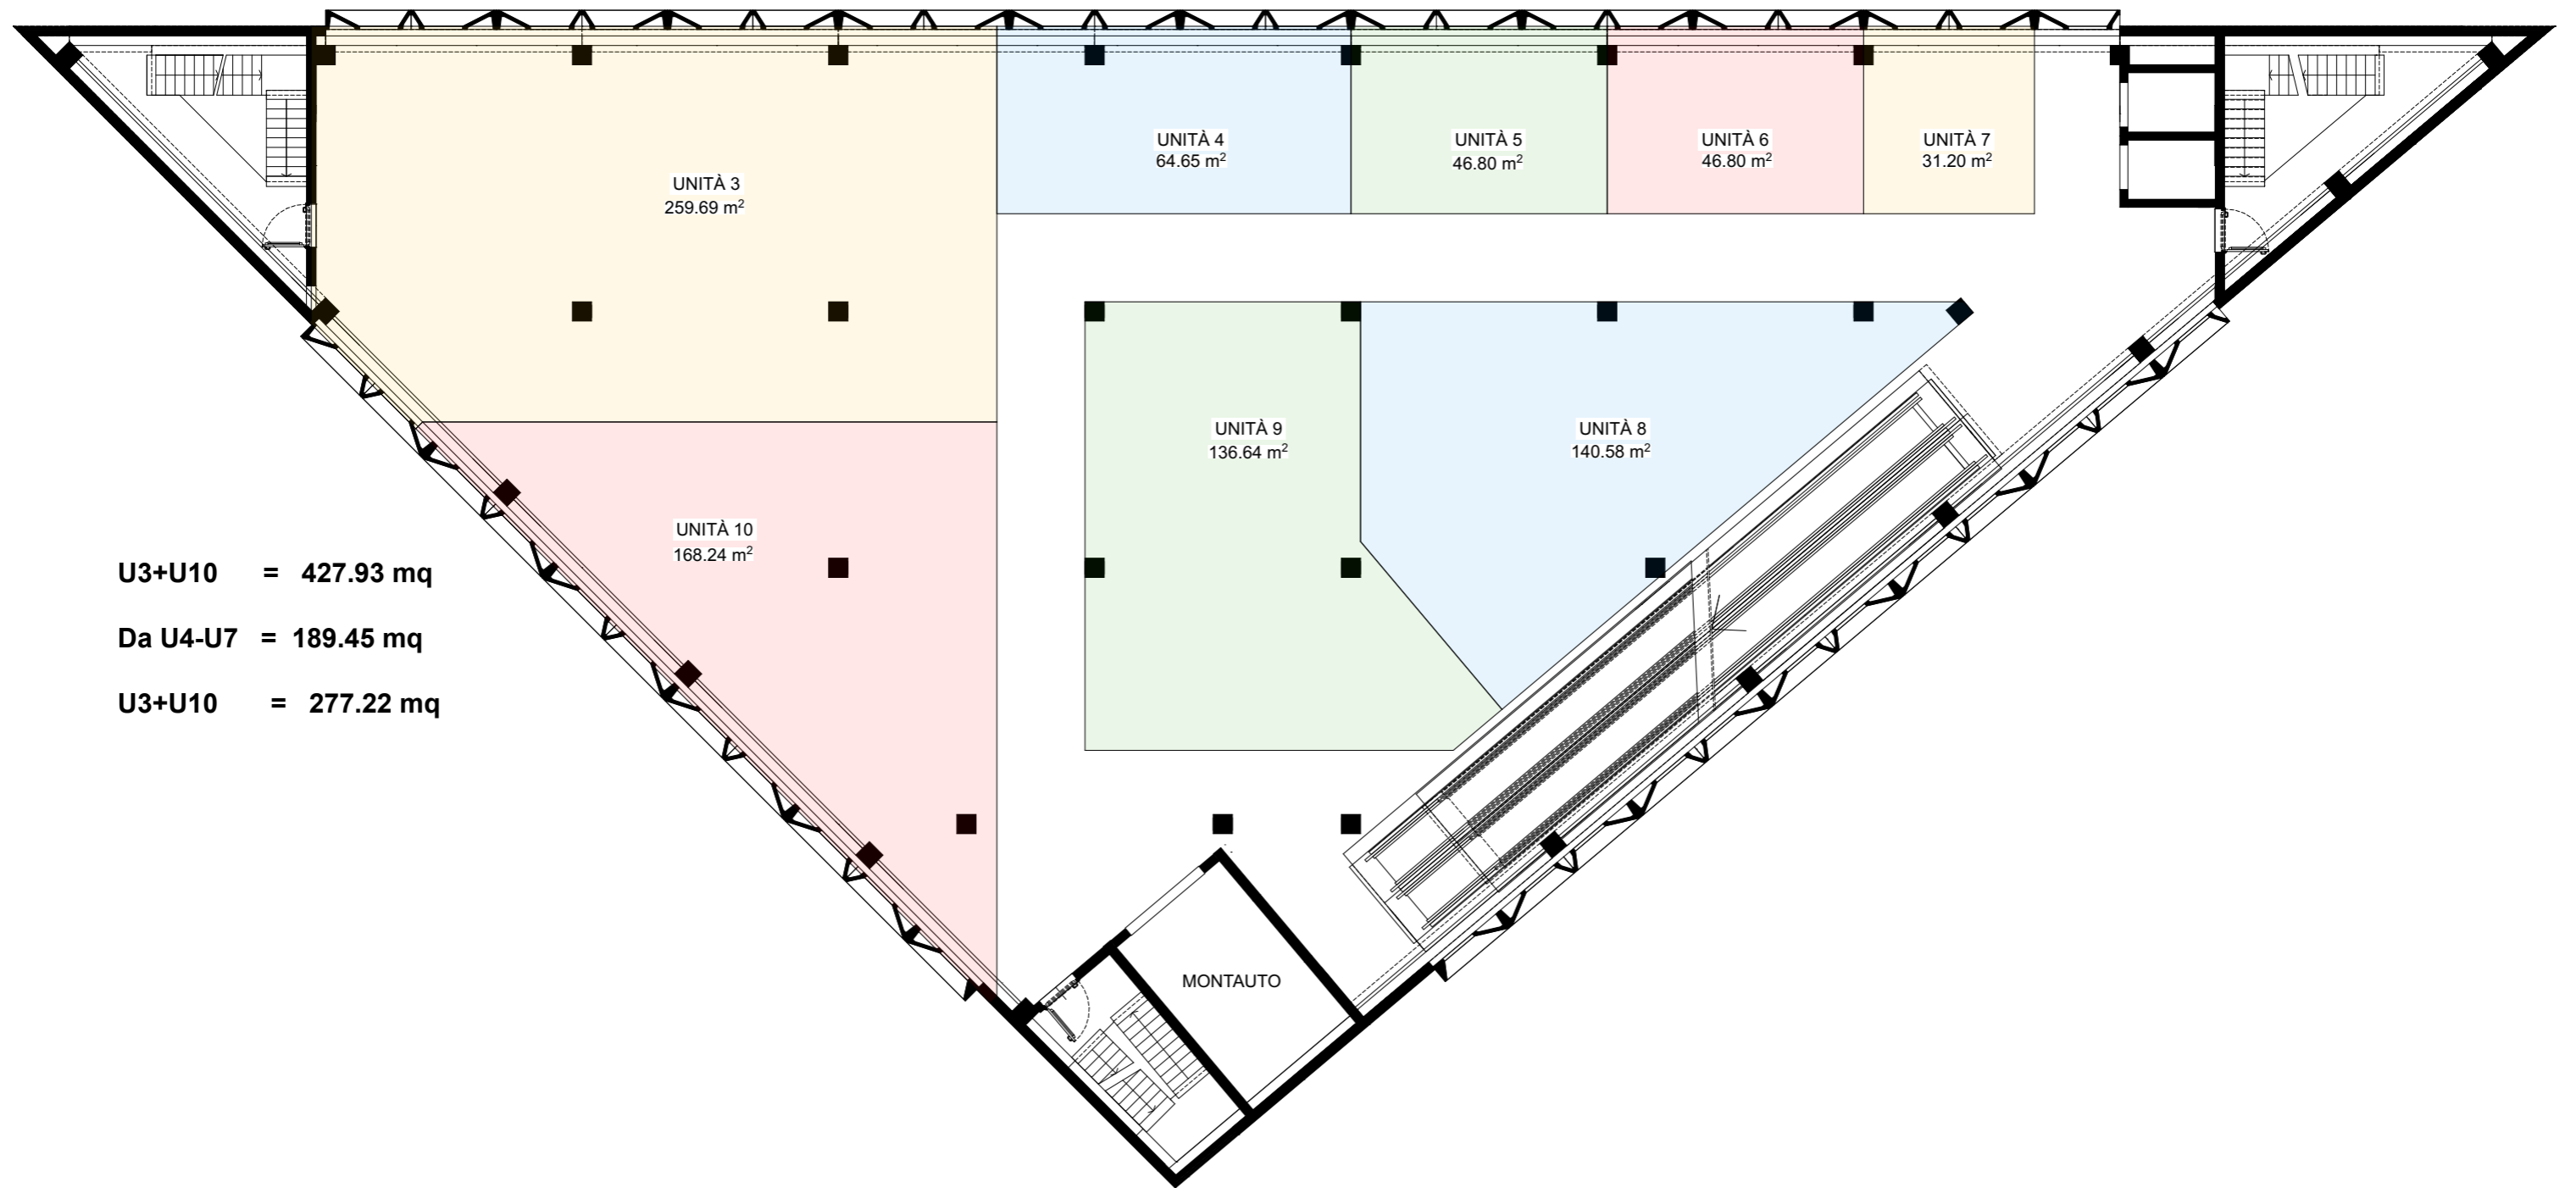 UNITÀ 4
64.65 m²
UNITÀ 5
46.80 m²
UNITÀ 6
46.80 m²
UNITÀ 7
31.20 m²
UNITÀ 3
259.69 m²
UNITÀ 9
136.64 m²
UNITÀ 8
140.58 m²
UNITÀ 10
168.24 m²
U3+U10 = 427.93 mq
Da U4-U7 = 189.45 mq
U3+U10 = 277.22 mq
MONTAUTO